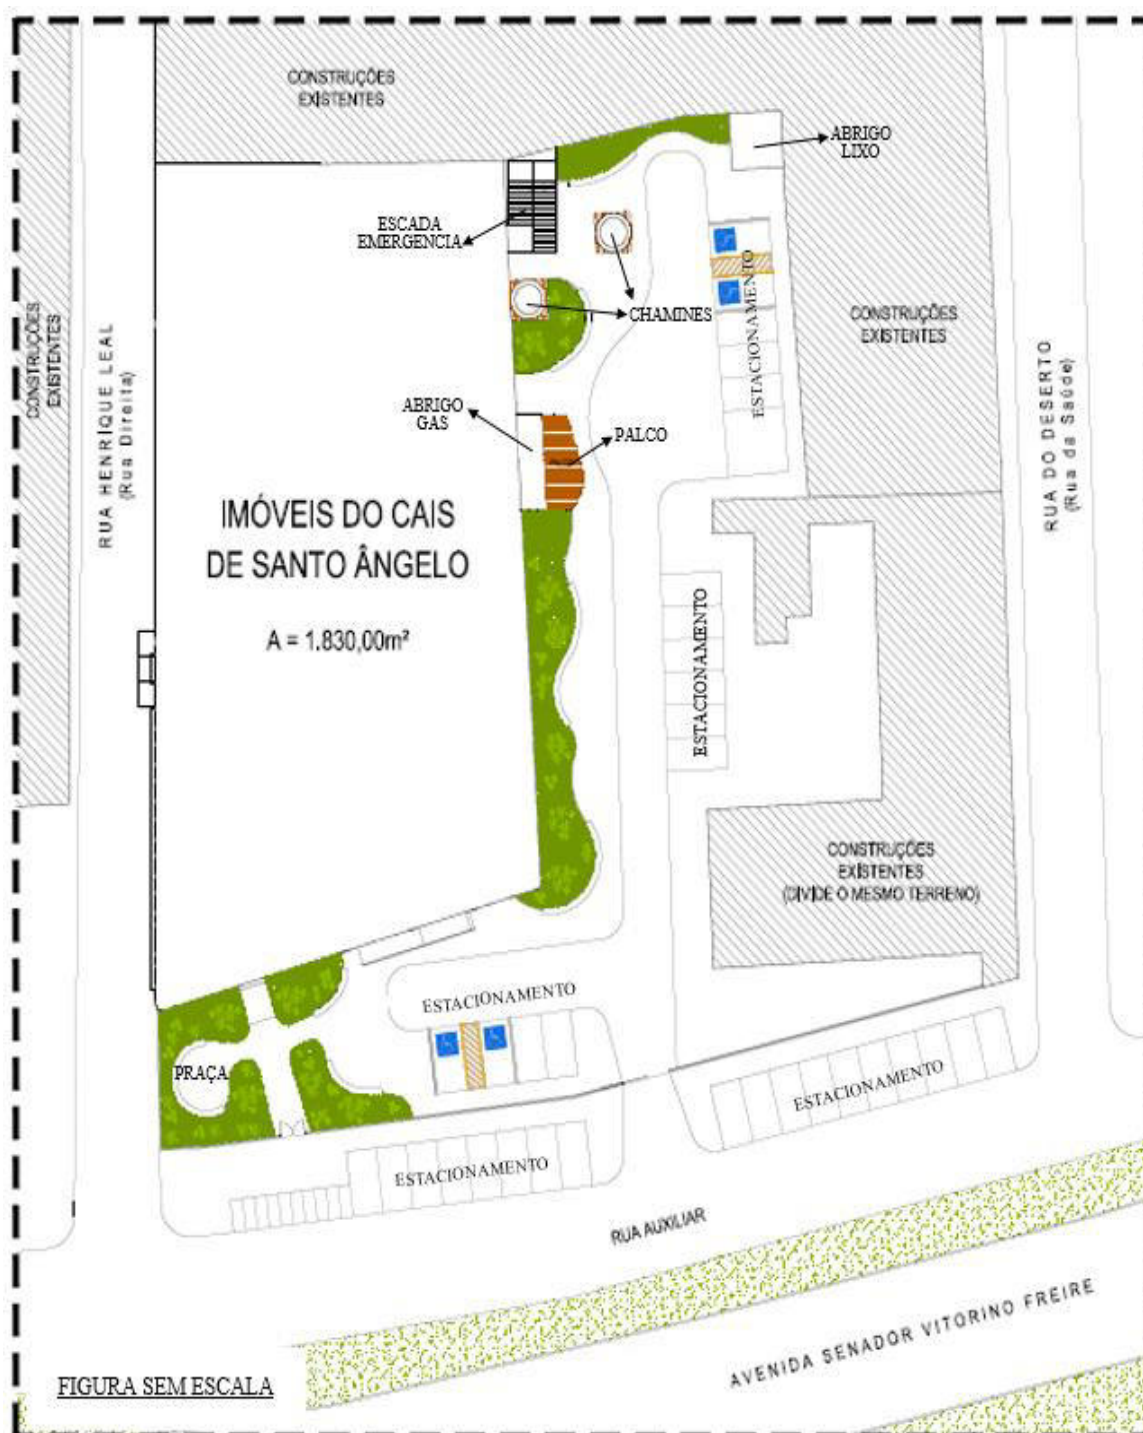 CONSTRUÇÕES
EXISTENTES
ABRIGO
LIXO
ESCADA
EMERGENCIA
ESTACIONAMENTO
CHAMINES
CONSTRUÇÕES
EXISTENTES
CONSTRUÇÕES
EXISTENTES
RUA HENRIQUE LEAL
(Rua Direita)
RUA DO DESERTO
(Rua da Saúde)
ABRIGO
GAS
PALCO
IMÓVEIS DO CAIS
DE SANTO ÂNGELO
A = 1.830,00m²
ESTACIONAMENTO
CONSTRUÇÕES
EXISTENTES
(DIVIDE O MESMO TERRENO)
ESTACIONAMENTO
PRAÇA
ESTACIONAMENTO
ESTACIONAMENTO
RUA AUXILIAR
AVENIDA SENADOR VITORINO FREIRE
FIGURA SEM ESCALA